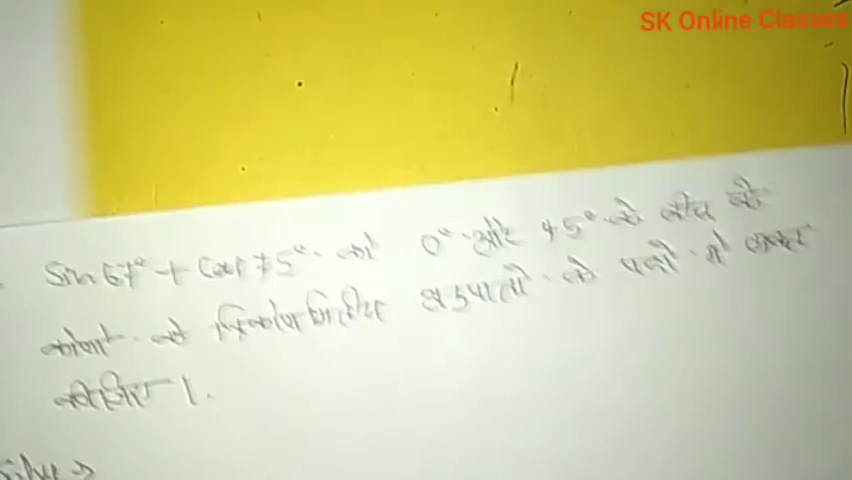 SK Online Classes
Sin 67° + Cos 75° को 0° और 45° के बीच के
कोणों के त्रिकोणमितीय अनुपातों के पदों में व्यक्त
कीजिए।